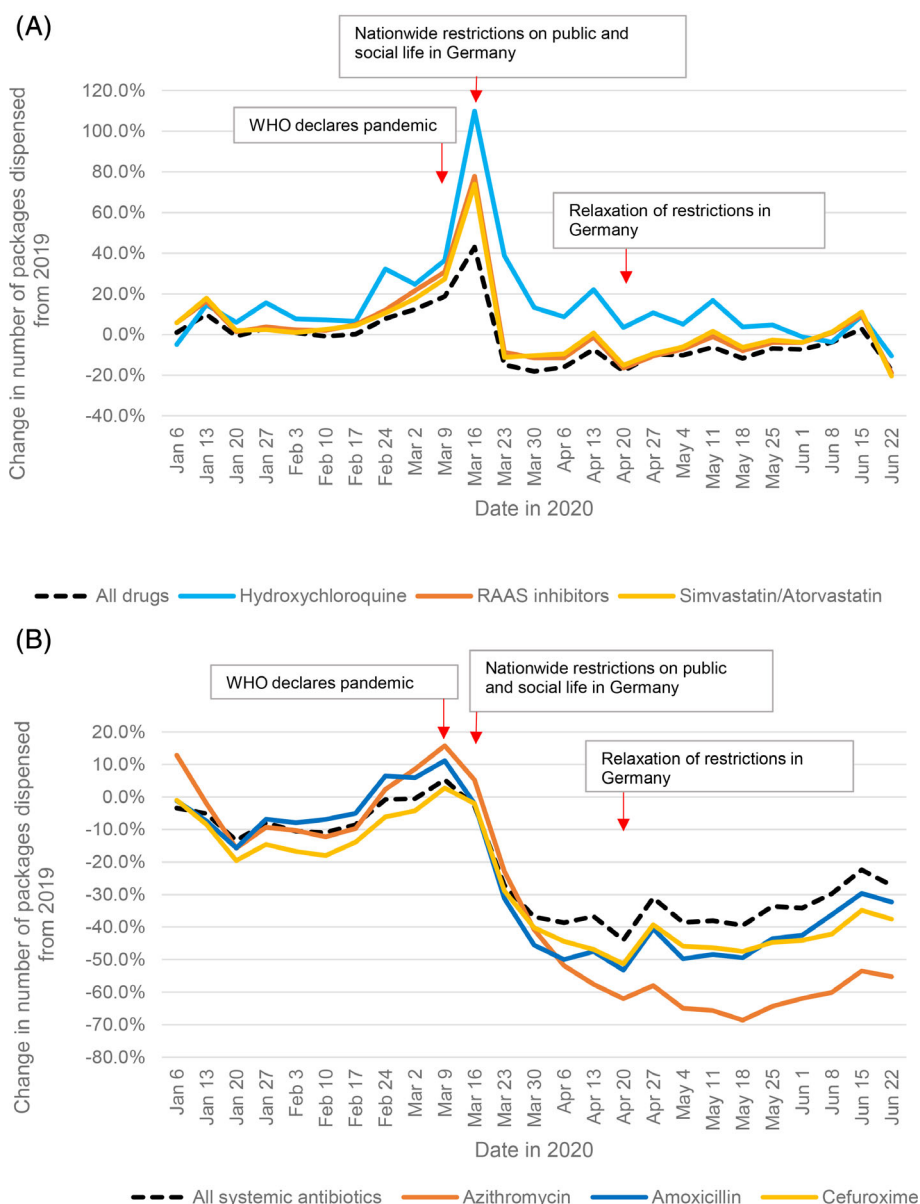 (A)
Nationwide restrictions on public and
social life in Germany
WHO declares pandemic
Relaxation of restrictions in
Germany
Change in number of packages dispensed
from 2019
120.0%
100.0%
80.0%
60.0%
40.0%
20.0%
0.0%
-20.0%
-40.0%
Jan 6
Jan 13
Jan 20
Jan 27
Feb 3
Feb 10
Feb 17
Feb 24
Mar 2
Mar 9
Mar 16
Mar 23
Mar 30
Apr 6
Apr 13
Apr 20
Apr 27
May 4
May 11
May 18
May 25
Jun 1
Jun 8
Jun 15
Jun 22
Date in 2020
All drugs Hydroxychloroquine RAAS inhibitors Simvastatin/Atorvastatin
(B)
WHO declares pandemic
Nationwide restrictions on public
and social life in Germany
Relaxation of restrictions in
Germany
Change in number of packages dispensed
from 2019
20.0%
10.0%
0.0%
-10.0%
-20.0%
-30.0%
-40.0%
-50.0%
-60.0%
-70.0%
-80.0%
Jan 6
Jan 13
Jan 20
Jan 27
Feb 3
Feb 10
Feb 17
Feb 24
Mar 2
Mar 9
Mar 16
Mar 23
Mar 30
Apr 6
Apr 13
Apr 20
Apr 27
May 4
May 11
May 18
May 25
Jun 1
Jun 8
Jun 15
Jun 22
Date in 2020
All systemic antibiotics Azithromycin Amoxicillin Cefuroxime